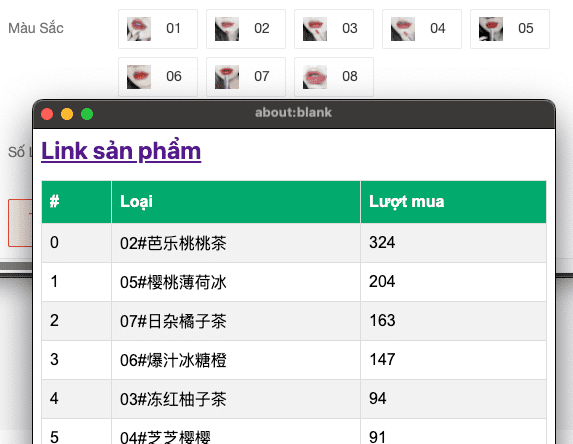 Màu Sắc 01 02 03 04 05
06 07 08
about:blank
Link sản phẩm
Số L
# Loại Lượt mua
0 02#芭乐桃桃茶 324
1 05#樱桃薄荷冰 204
2 07#日杂橘子茶 163
3 06#爆汁冰糖橙 147
4 03#冻红柚子茶 94
5 04#芝芝樱樱 91